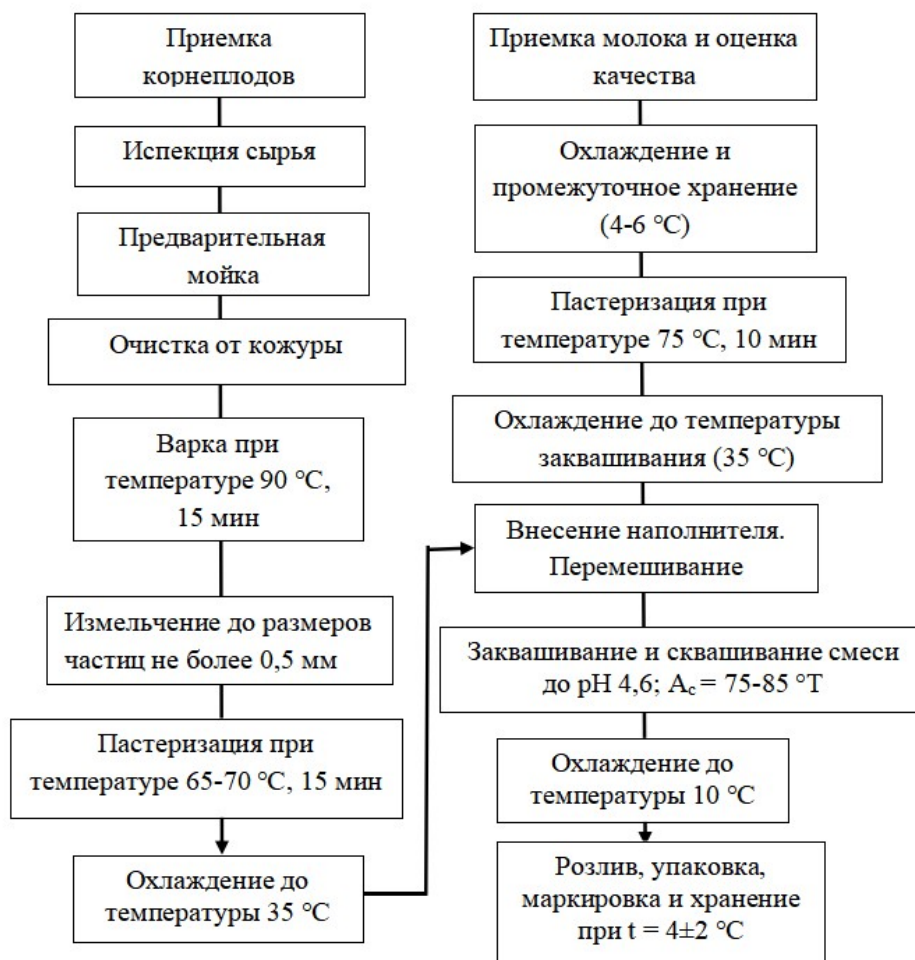 Приемка
корнеплодов
Испекция сырья
Предварительная
мойка
Очистка от кожуры
Варка при
температуре 90 °С,
15 мин
Измельчение до размеров
частиц не более 0,5 мм
Пастеризация при
температуре 65-70 °С, 15 мин
Охлаждение до
температуры 35 °С
Приемка молока и оценка
качества
Охлаждение и
промежуточное хранение
(4-6 °С)
Пастеризация при
температуре 75 °С, 10 мин
Охлаждение до температуры
заквашивания (35 °С)
Внесение наполнителя.
Перемешивание
Заквашивание и сквашивание смеси
до pH 4,6; Ас = 75-85 °Т
Охлаждение до
температуры 10 °С
Розлив, упаковка,
маркировка и хранение
при t = 4±2 °С